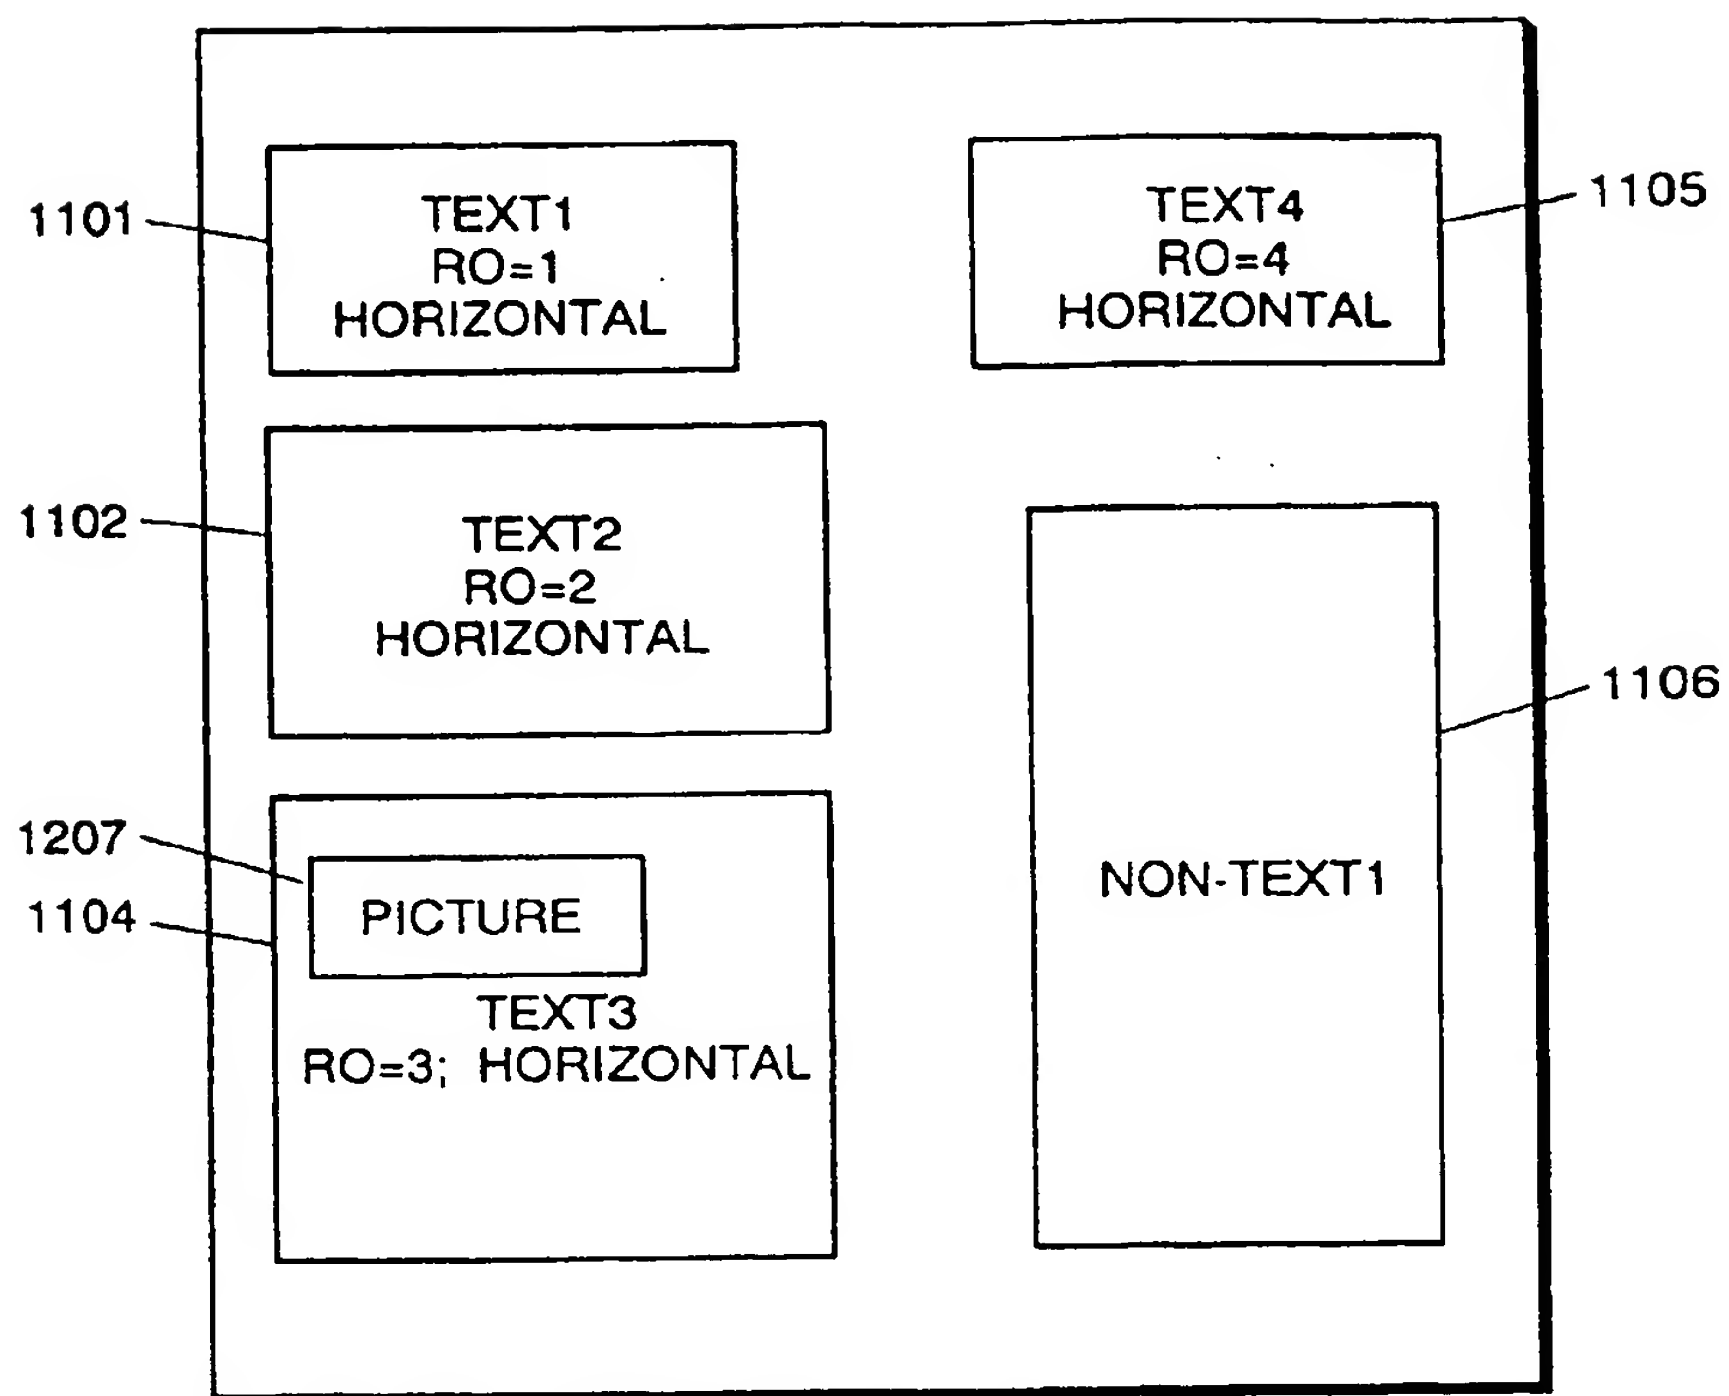 1101
TEXT1
RO=1
HORIZONTAL
1102
TEXT2
RO=2
HORIZONTAL
1207
PICTURE
1104
TEXT3
RO=3; HORIZONTAL
TEXT4
RO=4
HORIZONTAL
1105
NON-TEXT1
1106